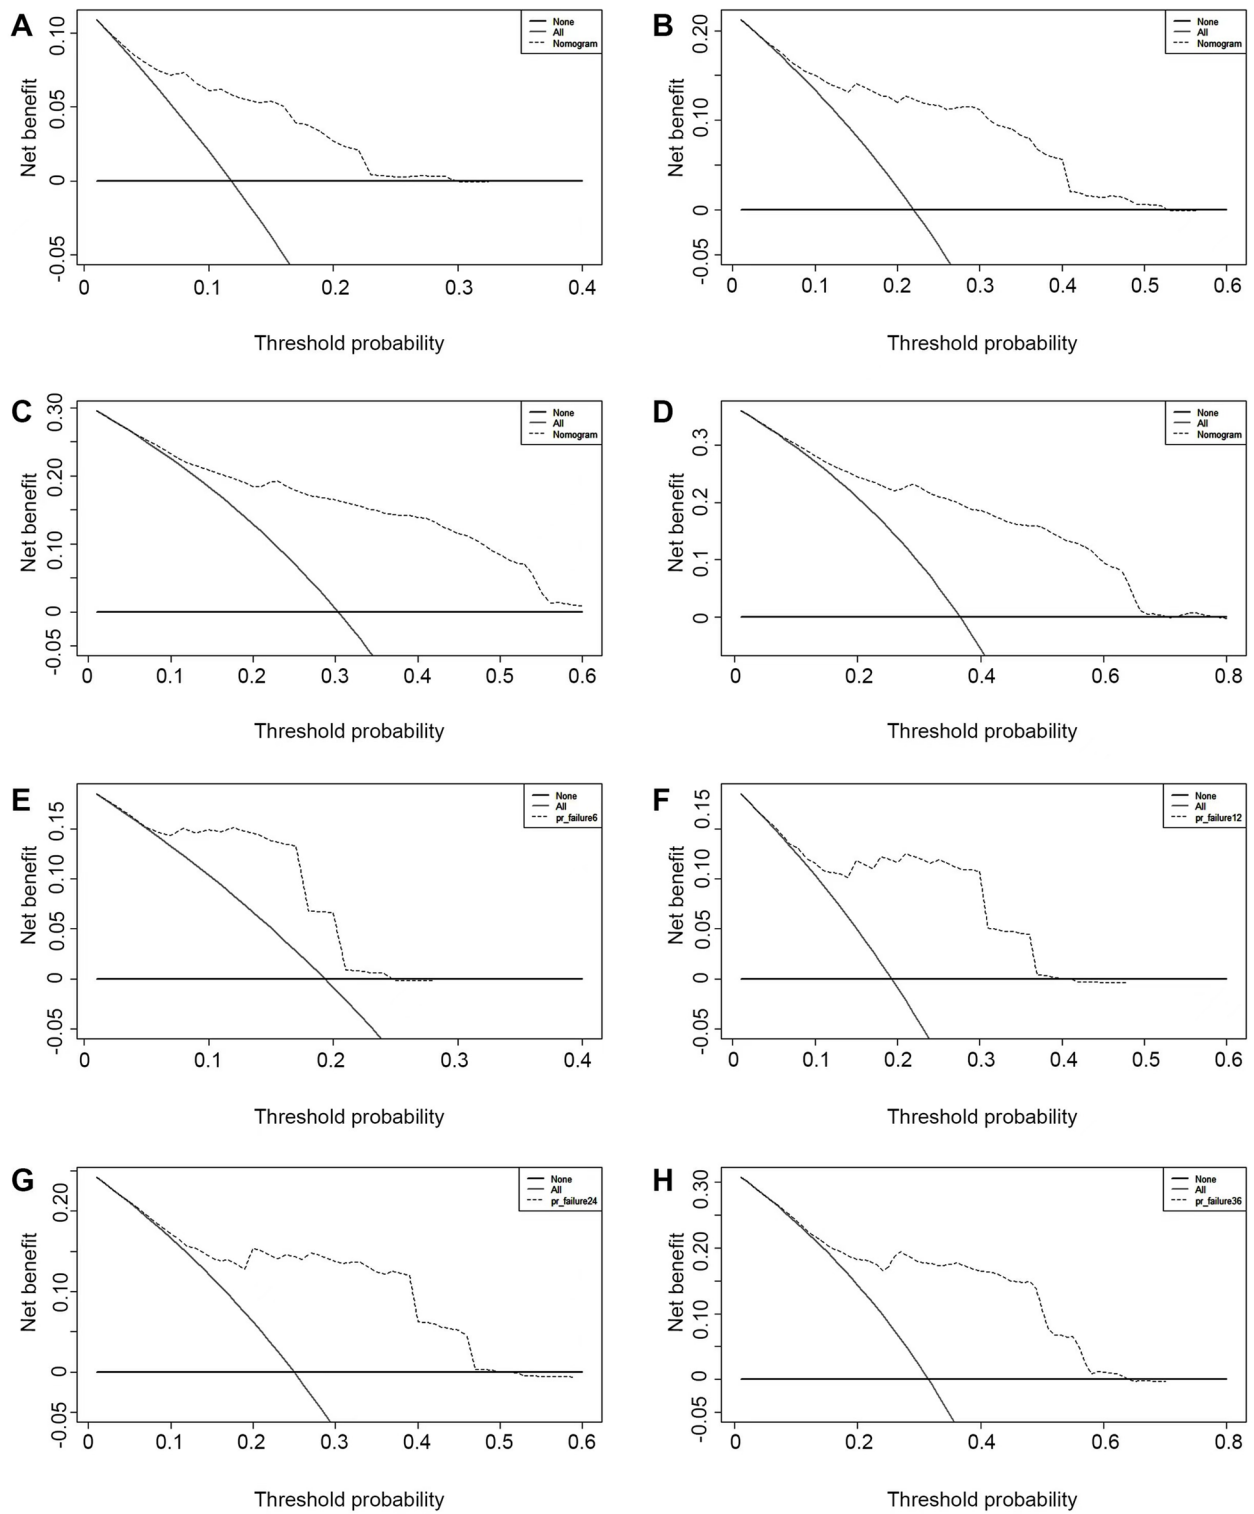 A
None
All
Nomogram
Net benefit
0.10
0.05
0
-0.05
0 0.1 0.2 0.3 0.4
Threshold probability
B
None
All
Nomogram
Net benefit
0.20
0.10
0
-0.05
0 0.1 0.2 0.3 0.4 0.5 0.6
Threshold probability
C
None
All
Nomogram
Net benefit
0.30
0.20
0.10
0
-0.05
0 0.1 0.2 0.3 0.4 0.5 0.6
Threshold probability
D
None
All
Nomogram
Net benefit
0.3
0.2
0.1
0
0 0.2 0.4 0.6 0.8
Threshold probability
E
None
All
pr_failure6
Net benefit
0.15
0.10
0.05
0
-0.05
0 0.1 0.2 0.3 0.4
Threshold probability
F
None
All
pr_failure12
Net benefit
0.15
0.10
0.05
0
-0.05
0 0.1 0.2 0.3 0.4 0.5 0.6
Threshold probability
G
None
All
pr_failure24
Net benefit
0.20
0.10
0
-0.05
0 0.1 0.2 0.3 0.4 0.5 0.6
Threshold probability
H
None
All
pr_failure36
Net benefit
0.30
0.20
0.10
0
-0.05
0 0.2 0.4 0.6 0.8
Threshold probability